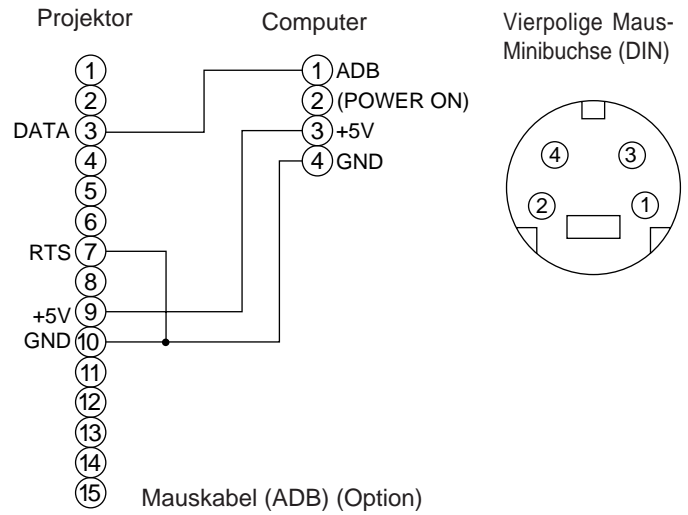 Projektor
Computer
1
2
DATA 3
4
5
6
RTS 7
8
+5V 9
GND 10
11
12
13
14
15
1 ADB
2 (POWER ON)
3 +5V
4 GND
Mauskabel (ADB) (Option)
Vierpolige Maus-
Minibuchse (DIN)
4 3
2 1